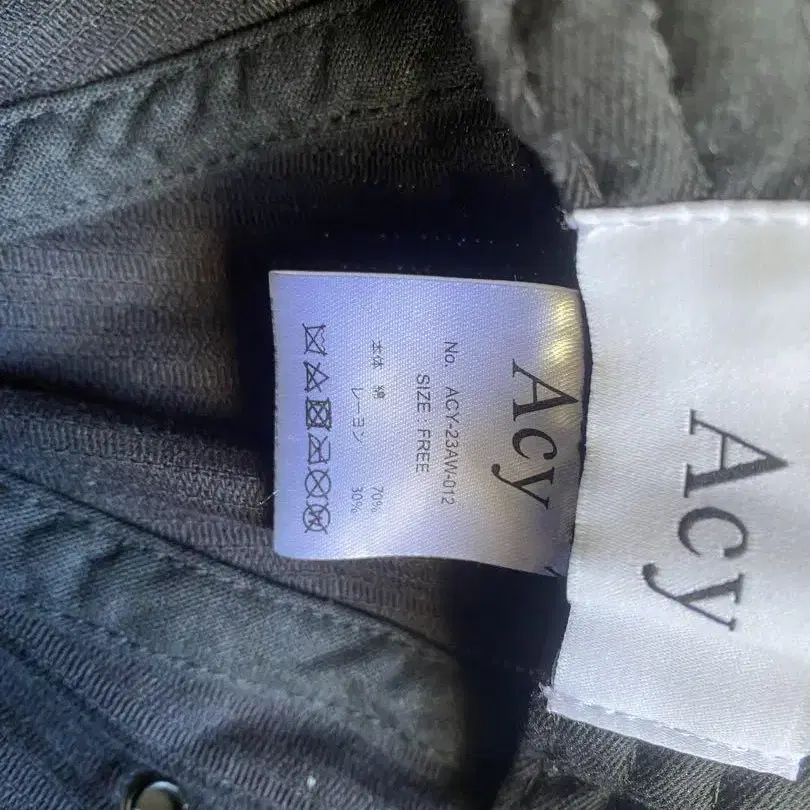 Acy
No. ACY-23AW-012
SIZE : FREE
本体 綿 70%
レーヨン 30%
Acy